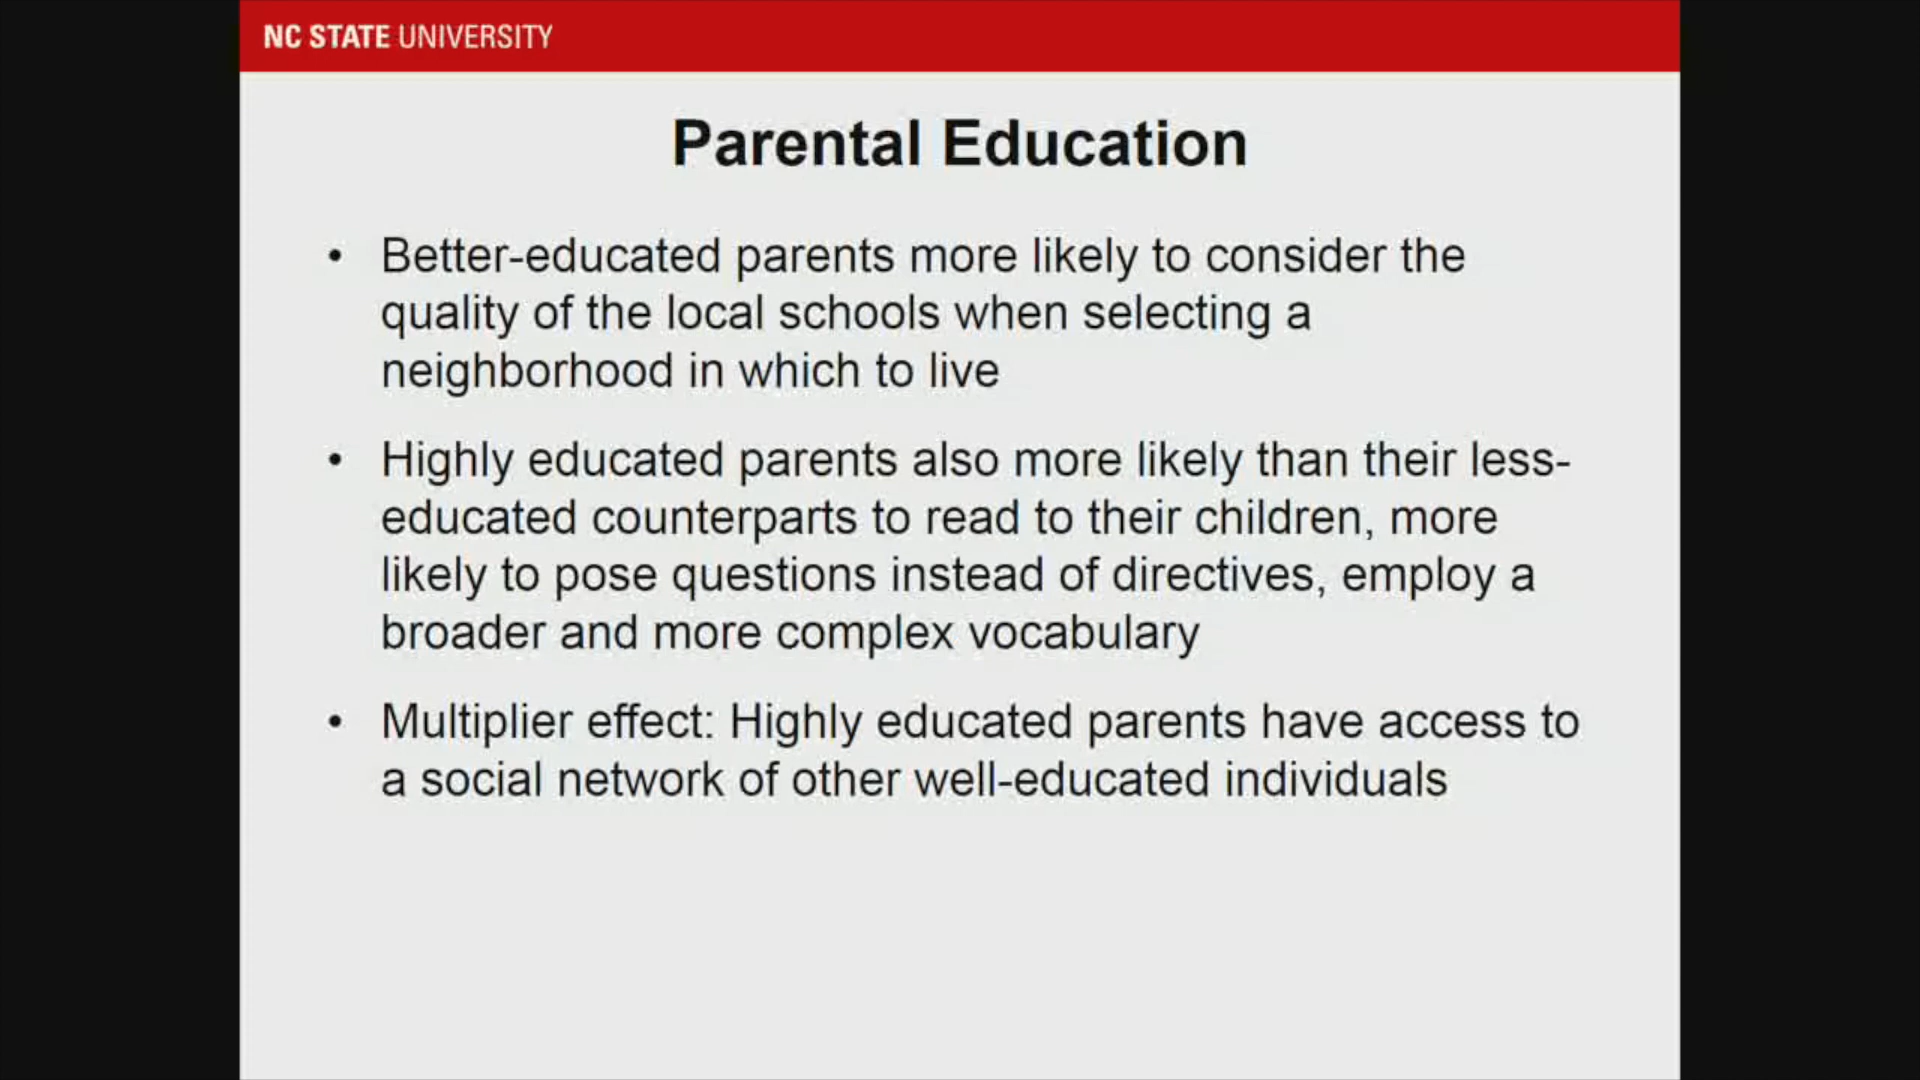 NC STATE UNIVERSITY
Parental Education
• Better-educated parents more likely to consider the
quality of the local schools when selecting a
neighborhood in which to live
• Highly educated parents also more likely than their less-
educated counterparts to read to their children, more
likely to pose questions instead of directives, employ a
broader and more complex vocabulary
• Multiplier effect: Highly educated parents have access to
a social network of other well-educated individuals